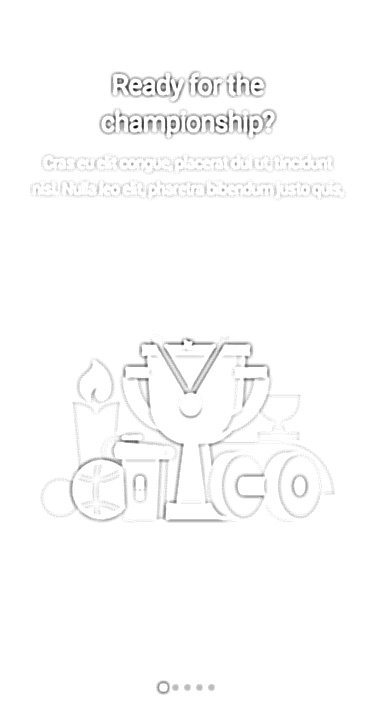 Ready for the
championship?
Cras eu elit congue, placerat dui ut, tincidunt
nisl. Nulla leo elit, pharetra bibendum justo quis,